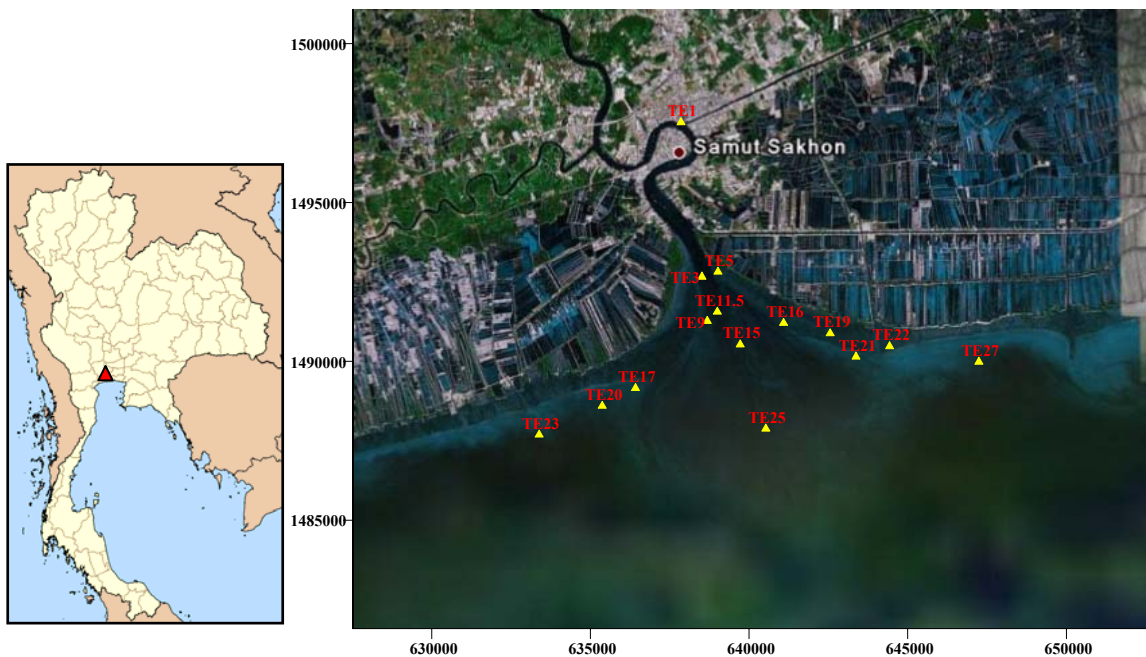 1500000
TE1
Samut Sakhon
1495000
TE5
TE3
TE11.5
TE9
TE16
TE19
TE15
TE22
TE21
1490000
TE27
TE17
TE20
TE23
TE25
1485000
630000 635000 640000 645000 650000